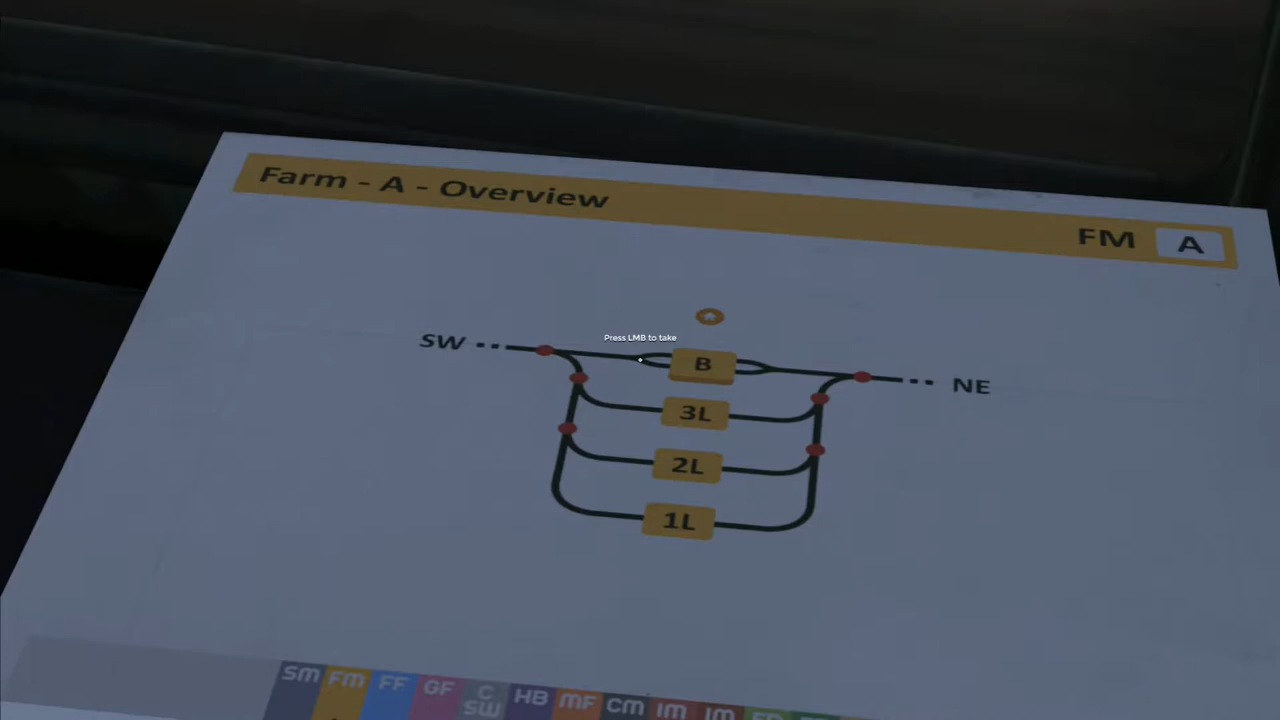 Farm - A - Overview
FM A
Press LMB to take
SW
B
NE
3L
2L
1L
SM FM FF GF C SW HB MF CM IM IM